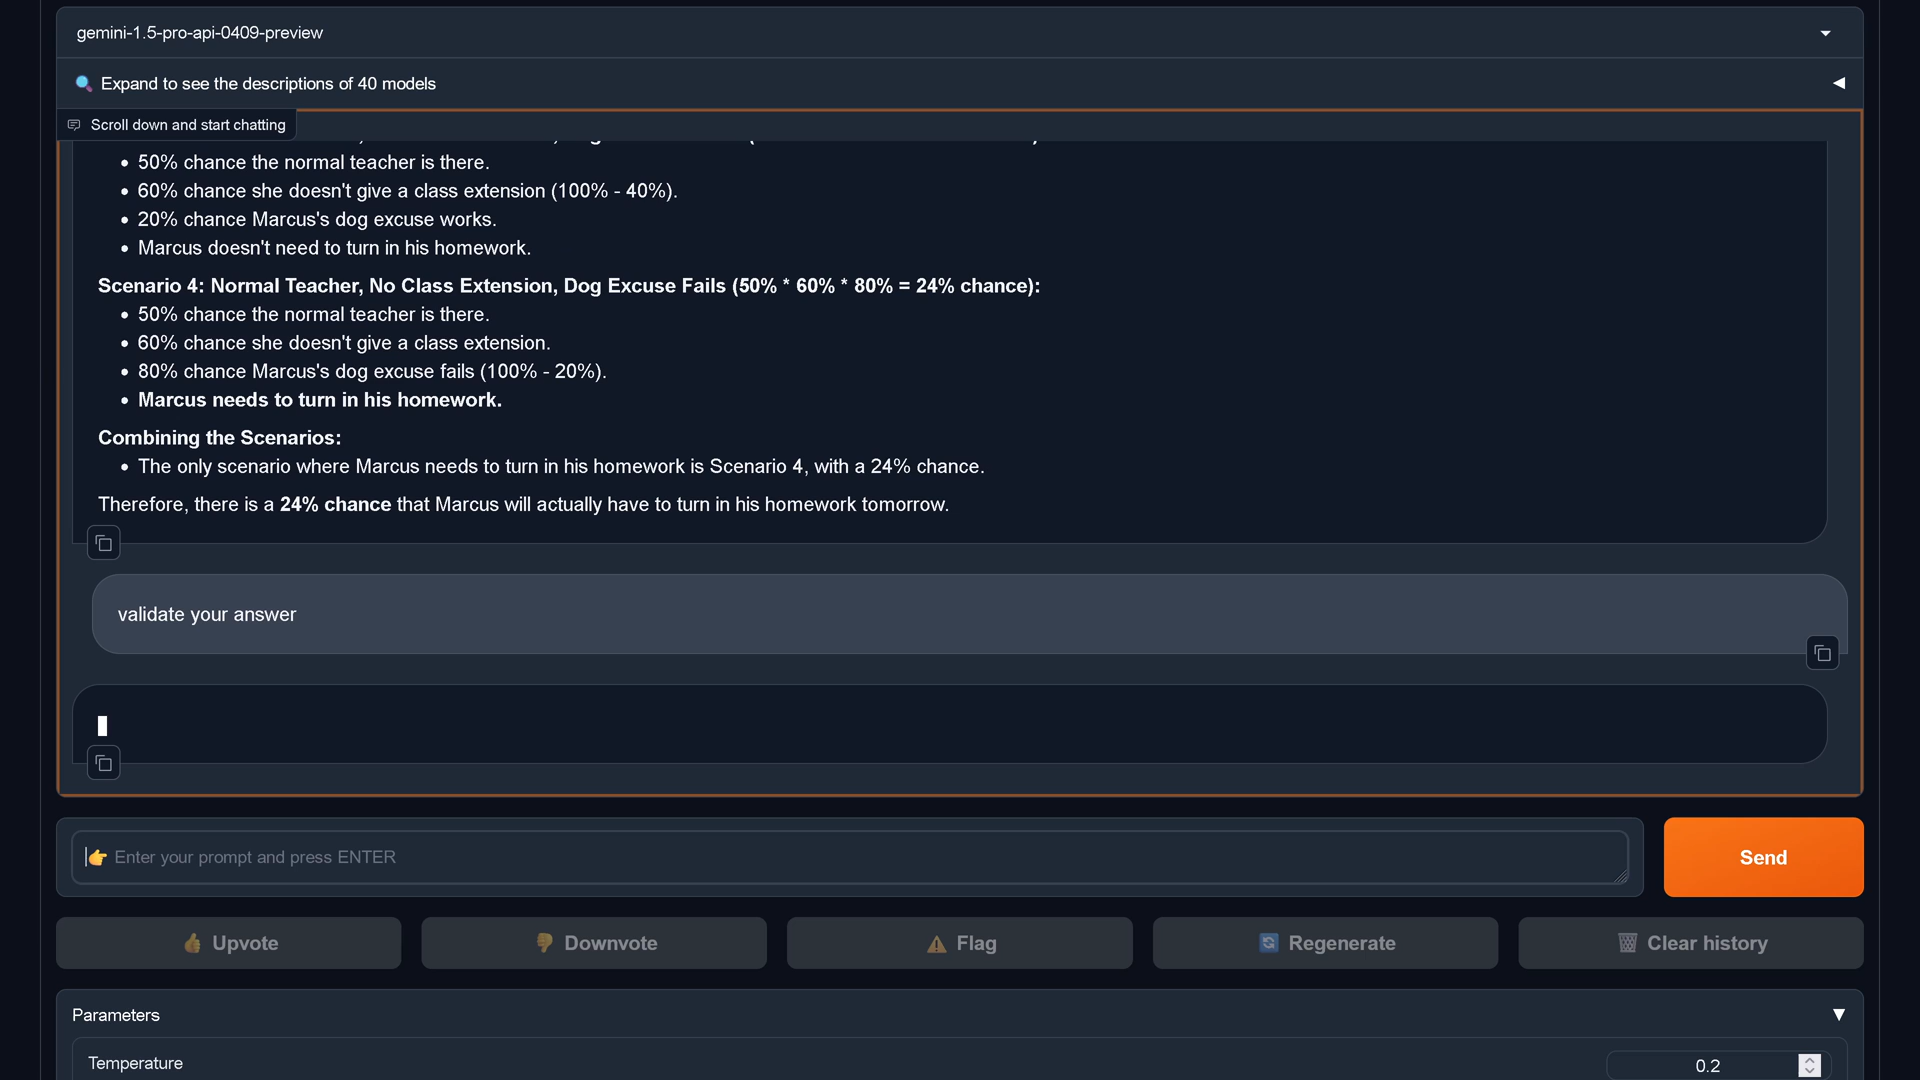 gemini-1.5-pro-api-0409-preview
Expand to see the descriptions of 40 models
Scroll down and start chatting
50% chance the normal teacher is there.
60% chance she doesn't give a class extension (100% - 40%).
20% chance Marcus's dog excuse works.
Marcus doesn't need to turn in his homework.
Scenario 4: Normal Teacher, No Class Extension, Dog Excuse Fails (50% * 60% * 80% = 24% chance):
50% chance the normal teacher is there.
60% chance she doesn't give a class extension.
80% chance Marcus's dog excuse fails (100% - 20%).
Marcus needs to turn in his homework.
Combining the Scenarios:
The only scenario where Marcus needs to turn in his homework is Scenario 4, with a 24% chance.
Therefore, there is a 24% chance that Marcus will actually have to turn in his homework tomorrow.
validate your answer
Enter your prompt and press ENTER
Send
Upvote
Downvote
Flag
Regenerate
Clear history
Parameters
Temperature
0.2